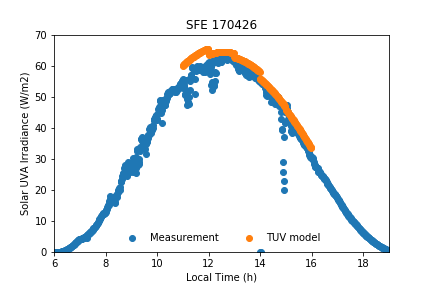 SFE 170426
Solar UVA Irradiance (W/m2)
70
60
50
40
30
20
10
0
Measurement TUV model
6 8 10 12 14 16 18
Local Time (h)